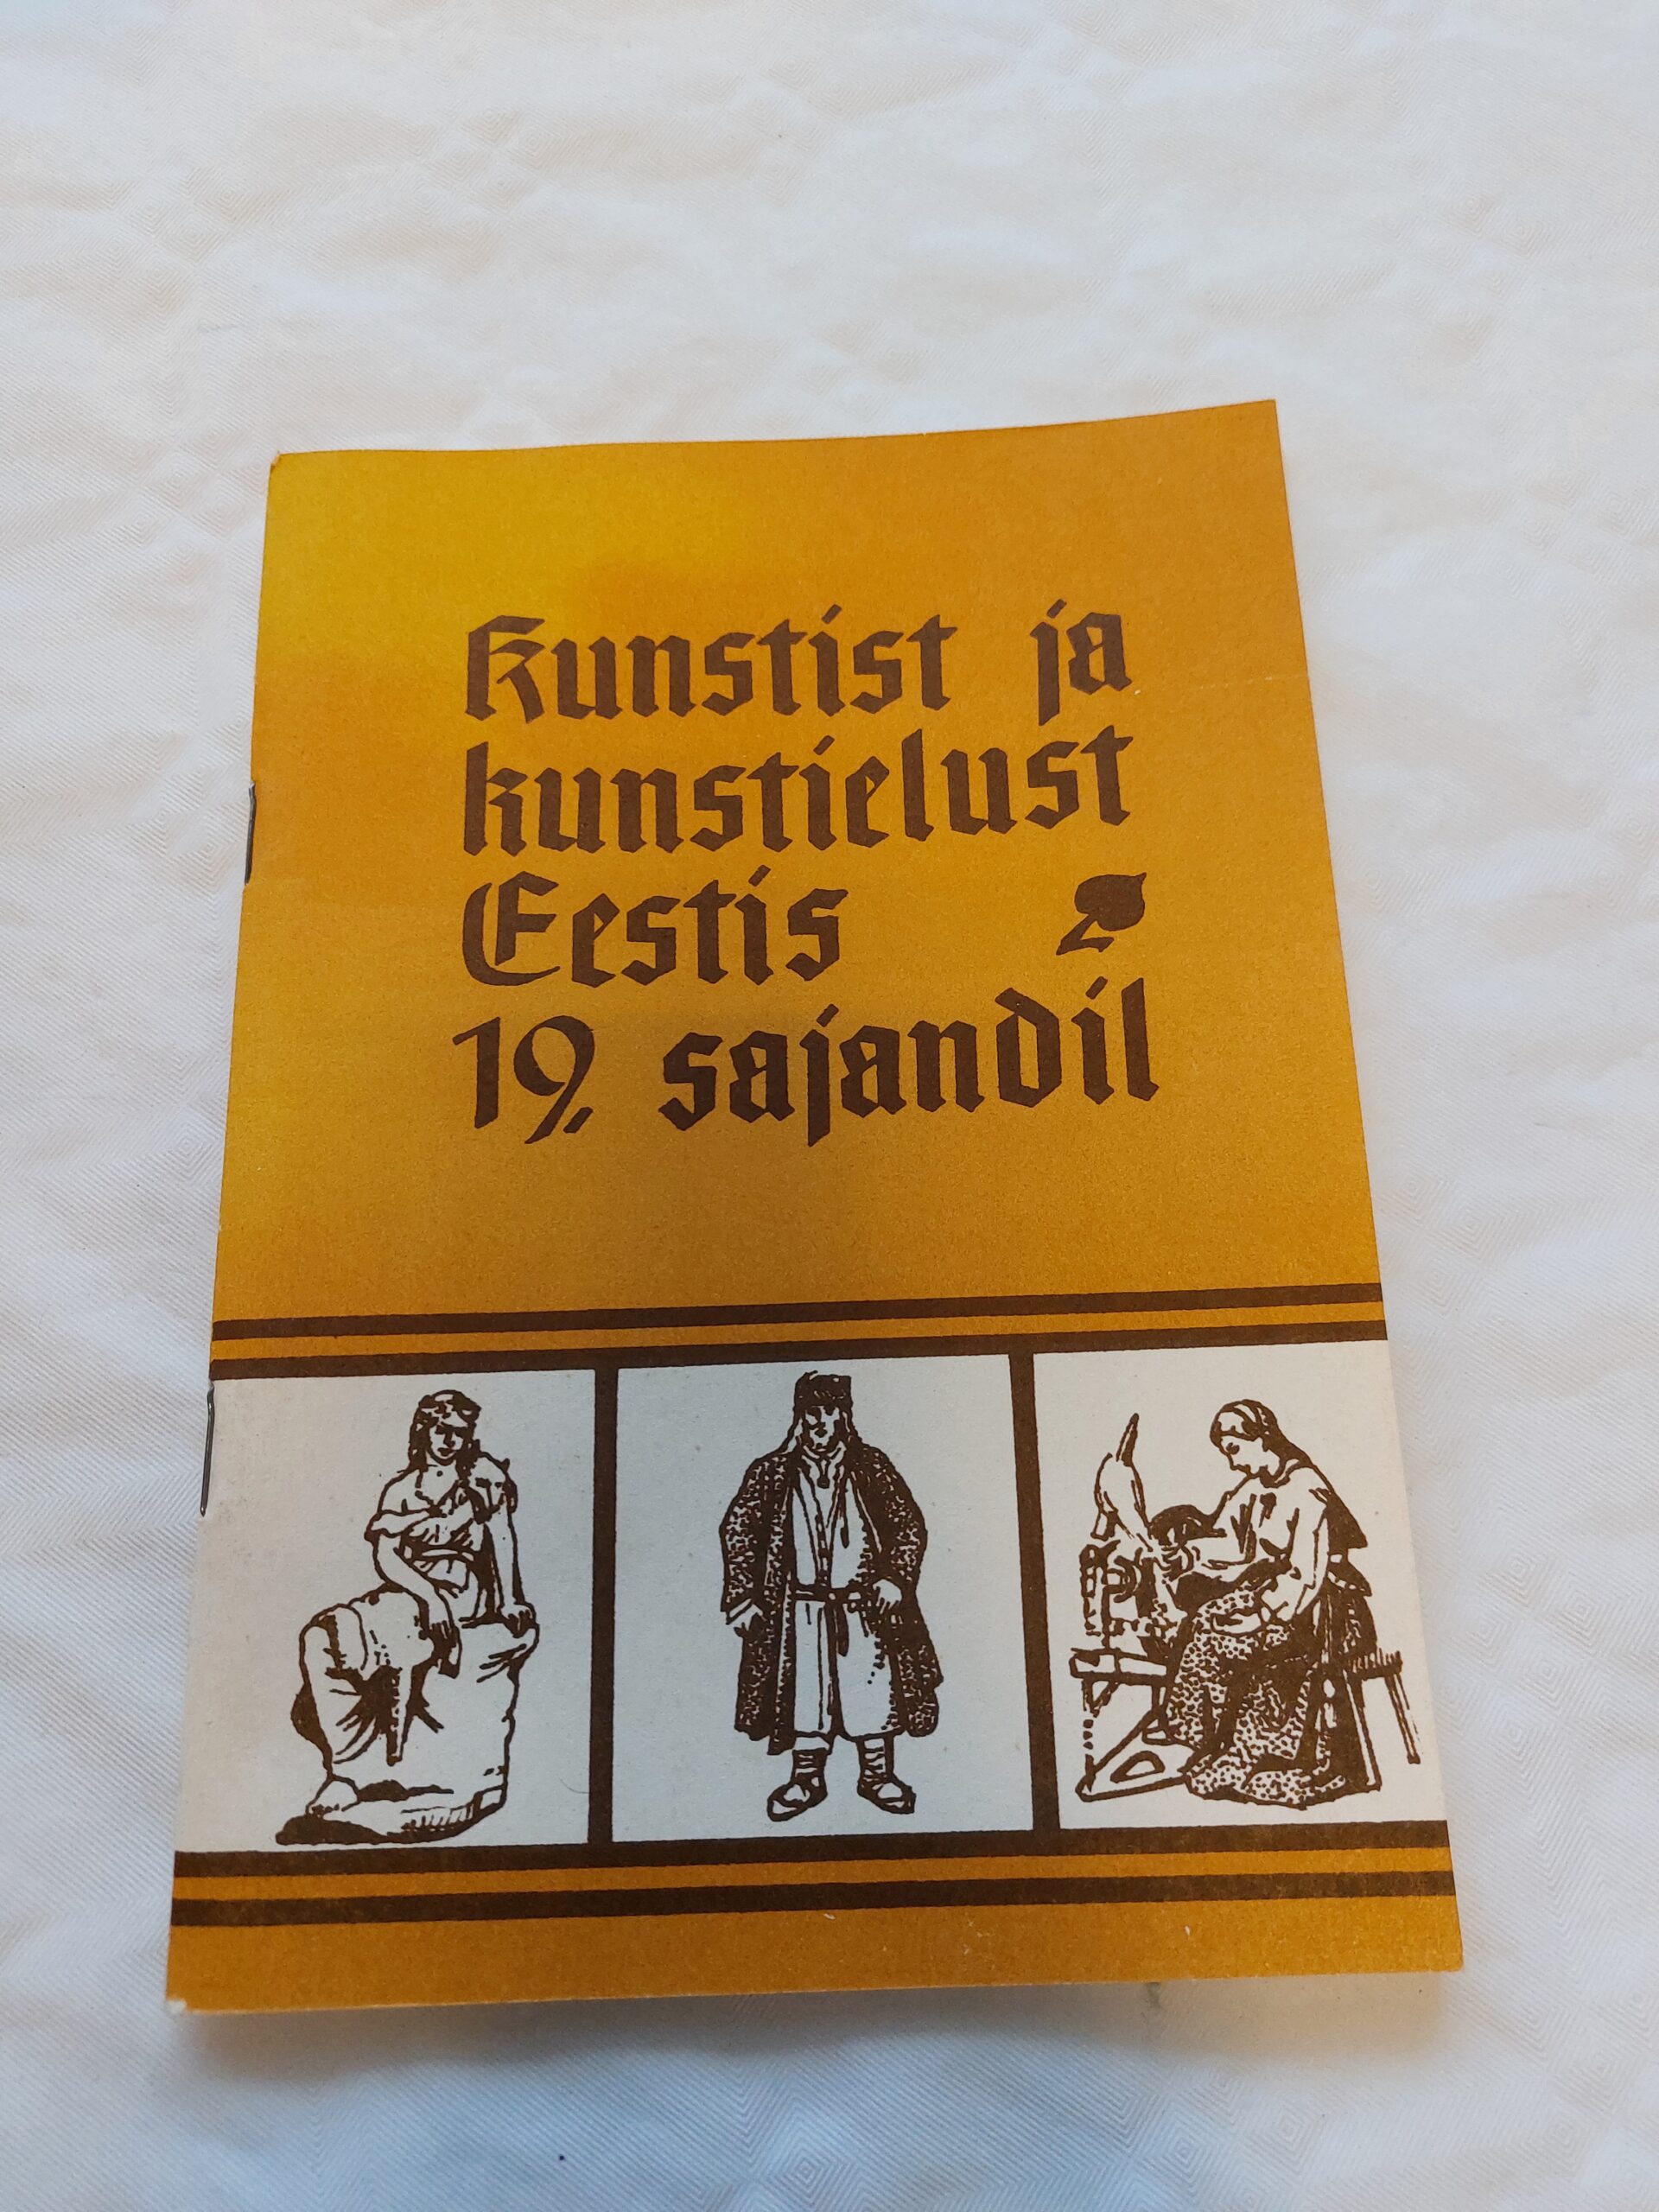 Kunstist ja
kunstielust
Eestis
19. sajandil